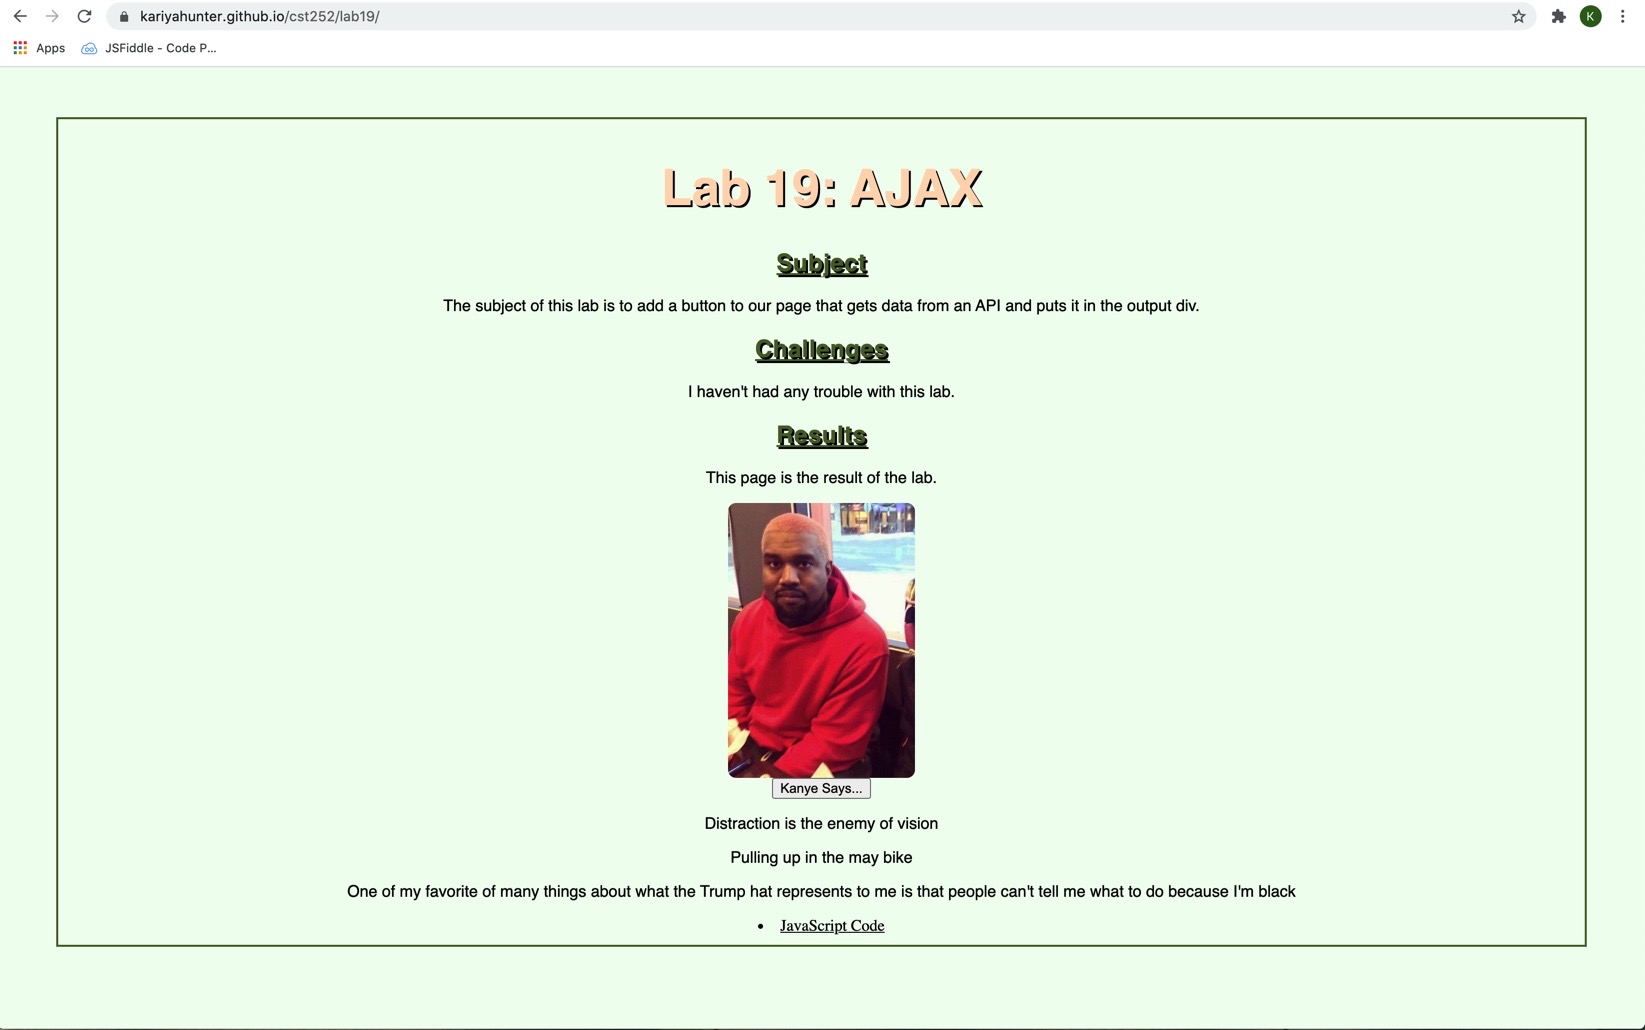 kariyahunter.github.io/cst252/lab19/
K
Apps JSFiddle - Code P...
Lab 19: AJAX
Subject
The subject of this lab is to add a button to our page that gets data from an API and puts it in the output div.
Challenges
I haven't had any trouble with this lab.
Results
This page is the result of the lab.
Kanye Says...
Distraction is the enemy of vision
Pulling up in the may bike
One of my favorite of many things about what the Trump hat represents to me is that people can't tell me what to do because I'm black
• JavaScript Code